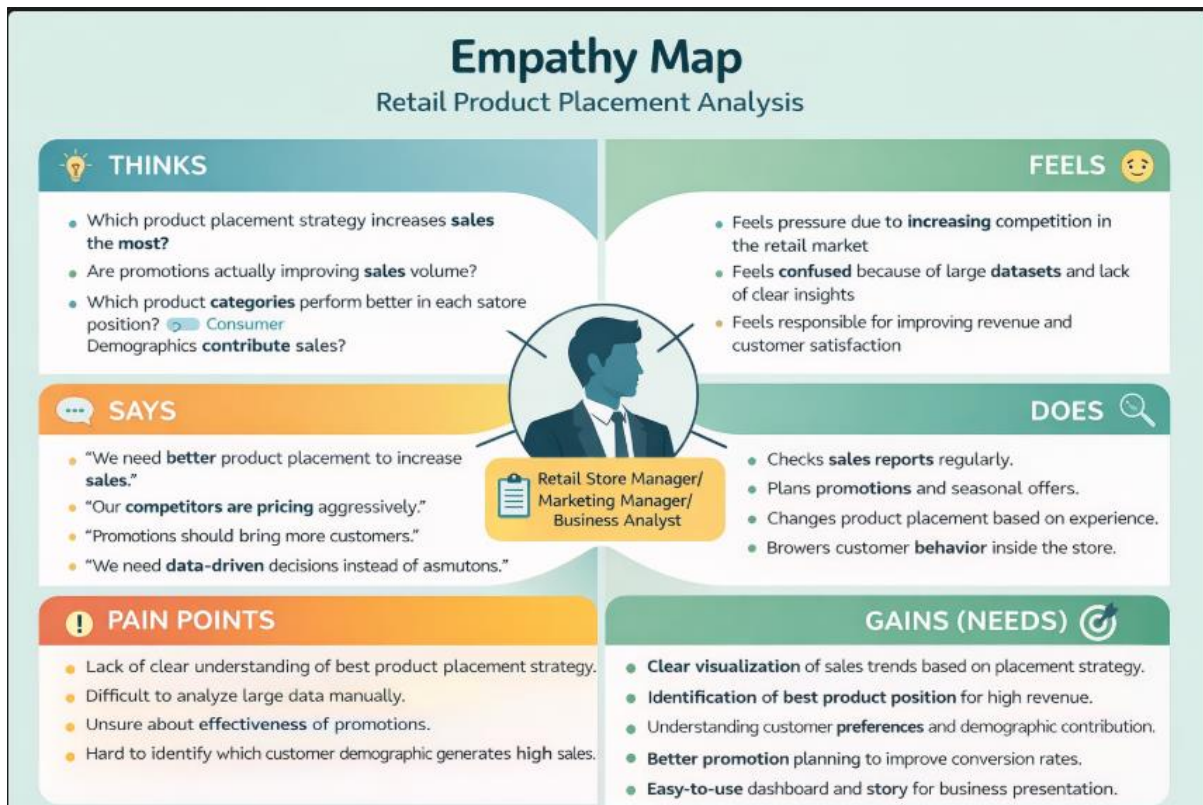 Empathy Map
Retail Product Placement Analysis
THINKS
Which product placement strategy increases sales
the most?
Are promotions actually improving sales volume?
Which product categories perform better in each satore
position? Consumer
Demographics contribute sales?
FEELS
Feels pressure due to increasing competition in
the retail market
Feels confused because of large datasets and lack
of clear insights
Feels responsible for improving revenue and
customer satisfaction
SAYS
“We need better product placement to increase
sales.”
“Our competitors are pricing aggressively.”
“Promotions should bring more customers.”
“We need data-driven decisions instead of asmutons.”
Retail Store Manager/
Marketing Manager/
Business Analyst
DOES
Checks sales reports regularly.
Plans promotions and seasonal offers.
Changes product placement based on experience.
Browers customer behavior inside the store.
PAIN POINTS
Lack of clear understanding of best product placement strategy.
Difficult to analyze large data manually.
Unsure about effectiveness of promotions.
Hard to identify which customer demographic generates high sales.
GAINS (NEEDS)
Clear visualization of sales trends based on placement strategy.
Identification of best product position for high revenue.
Understanding customer preferences and demographic contribution.
Better promotion planning to improve conversion rates.
Easy-to-use dashboard and story for business presentation.